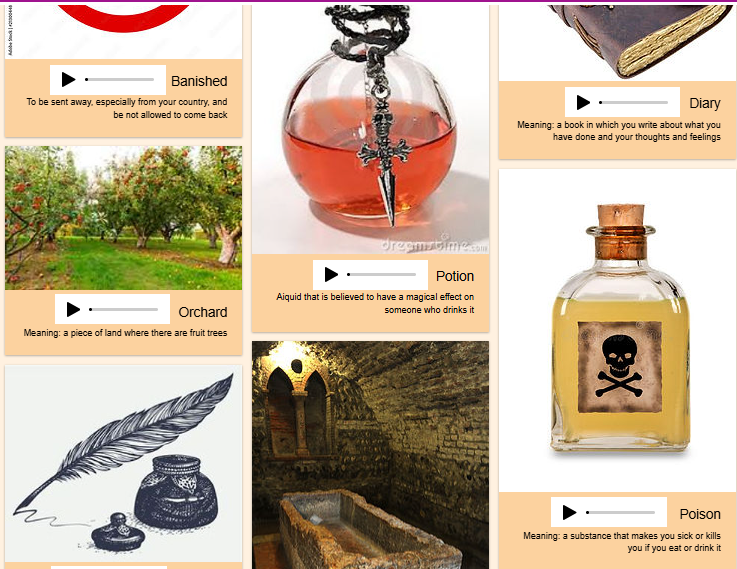 Banished
To be sent away, especially from your country, and
be not allowed to come back
Orchard
Meaning: a piece of land where there are fruit trees
dreamstime.com
Potion
Aiquid that is believed to have a magical effect on
someone who drinks it
Diary
Meaning: a book in which you write about what you
have done and your thoughts and feelings
Poison
Meaning: a substance that makes you sick or kills
you if you eat or drink it